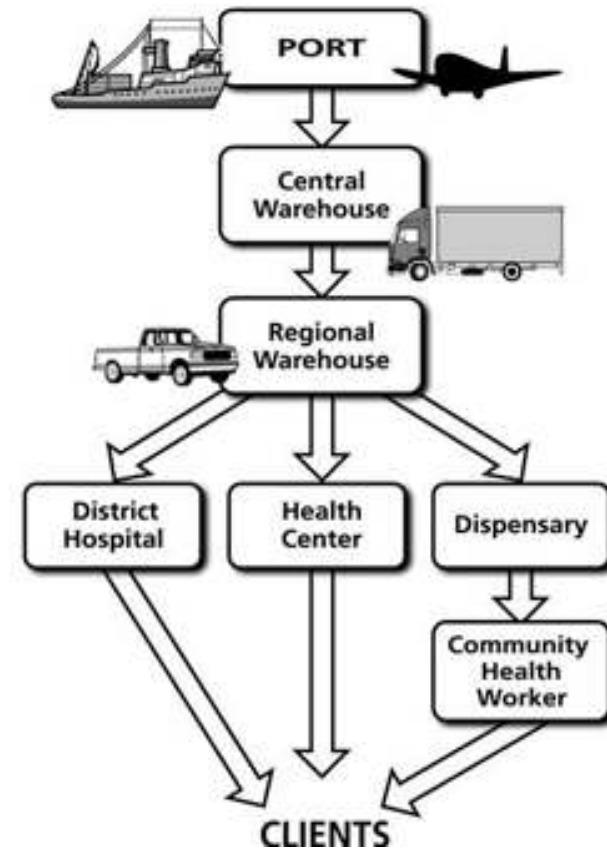 PORT
Central
Warehouse
Regional
Warehouse
District
Hospital
Health
Center
Dispensary
Community
Health
Worker
CLIENTS